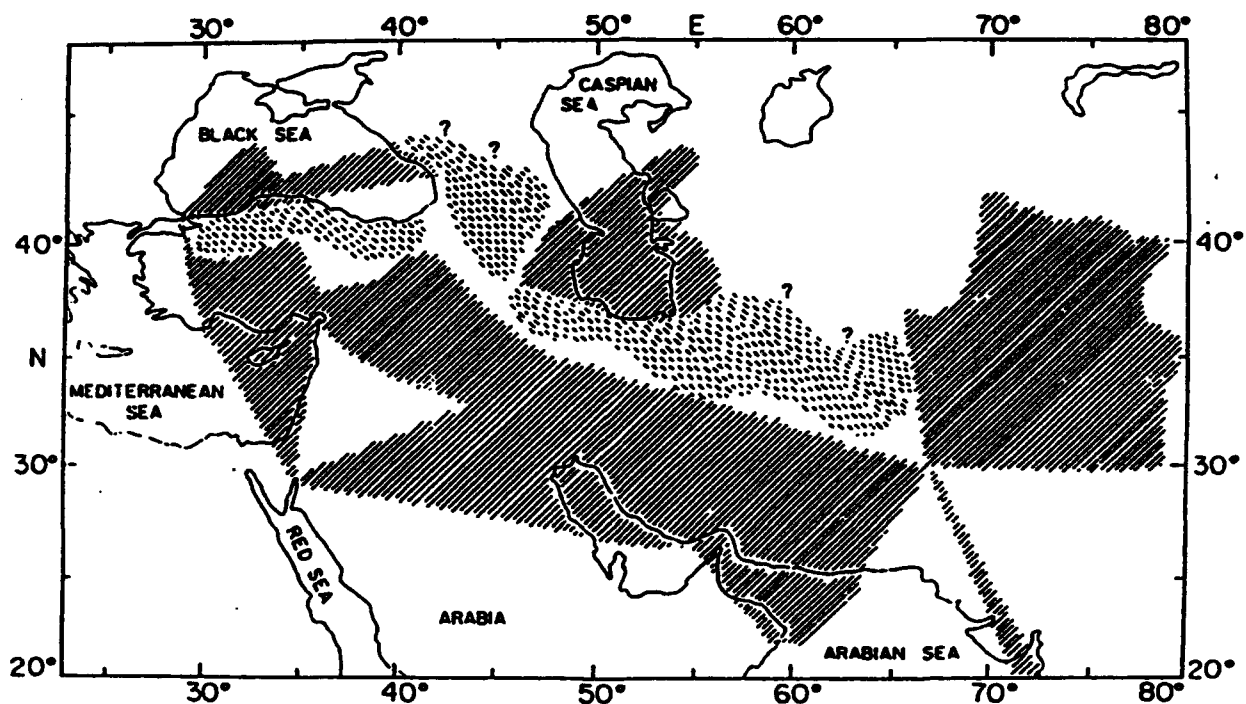 30° 40° 50° E 60° 70° 80°
CASPIAN
SEA
BLACK SEA
? ?
40° 40°
?
?
N
MEDITERRANEAN
SEA
30° 30°
RED SEA
ARABIA
ARABIAN SEA
20° 20°
30° 40° 50° 60° 70° 80°